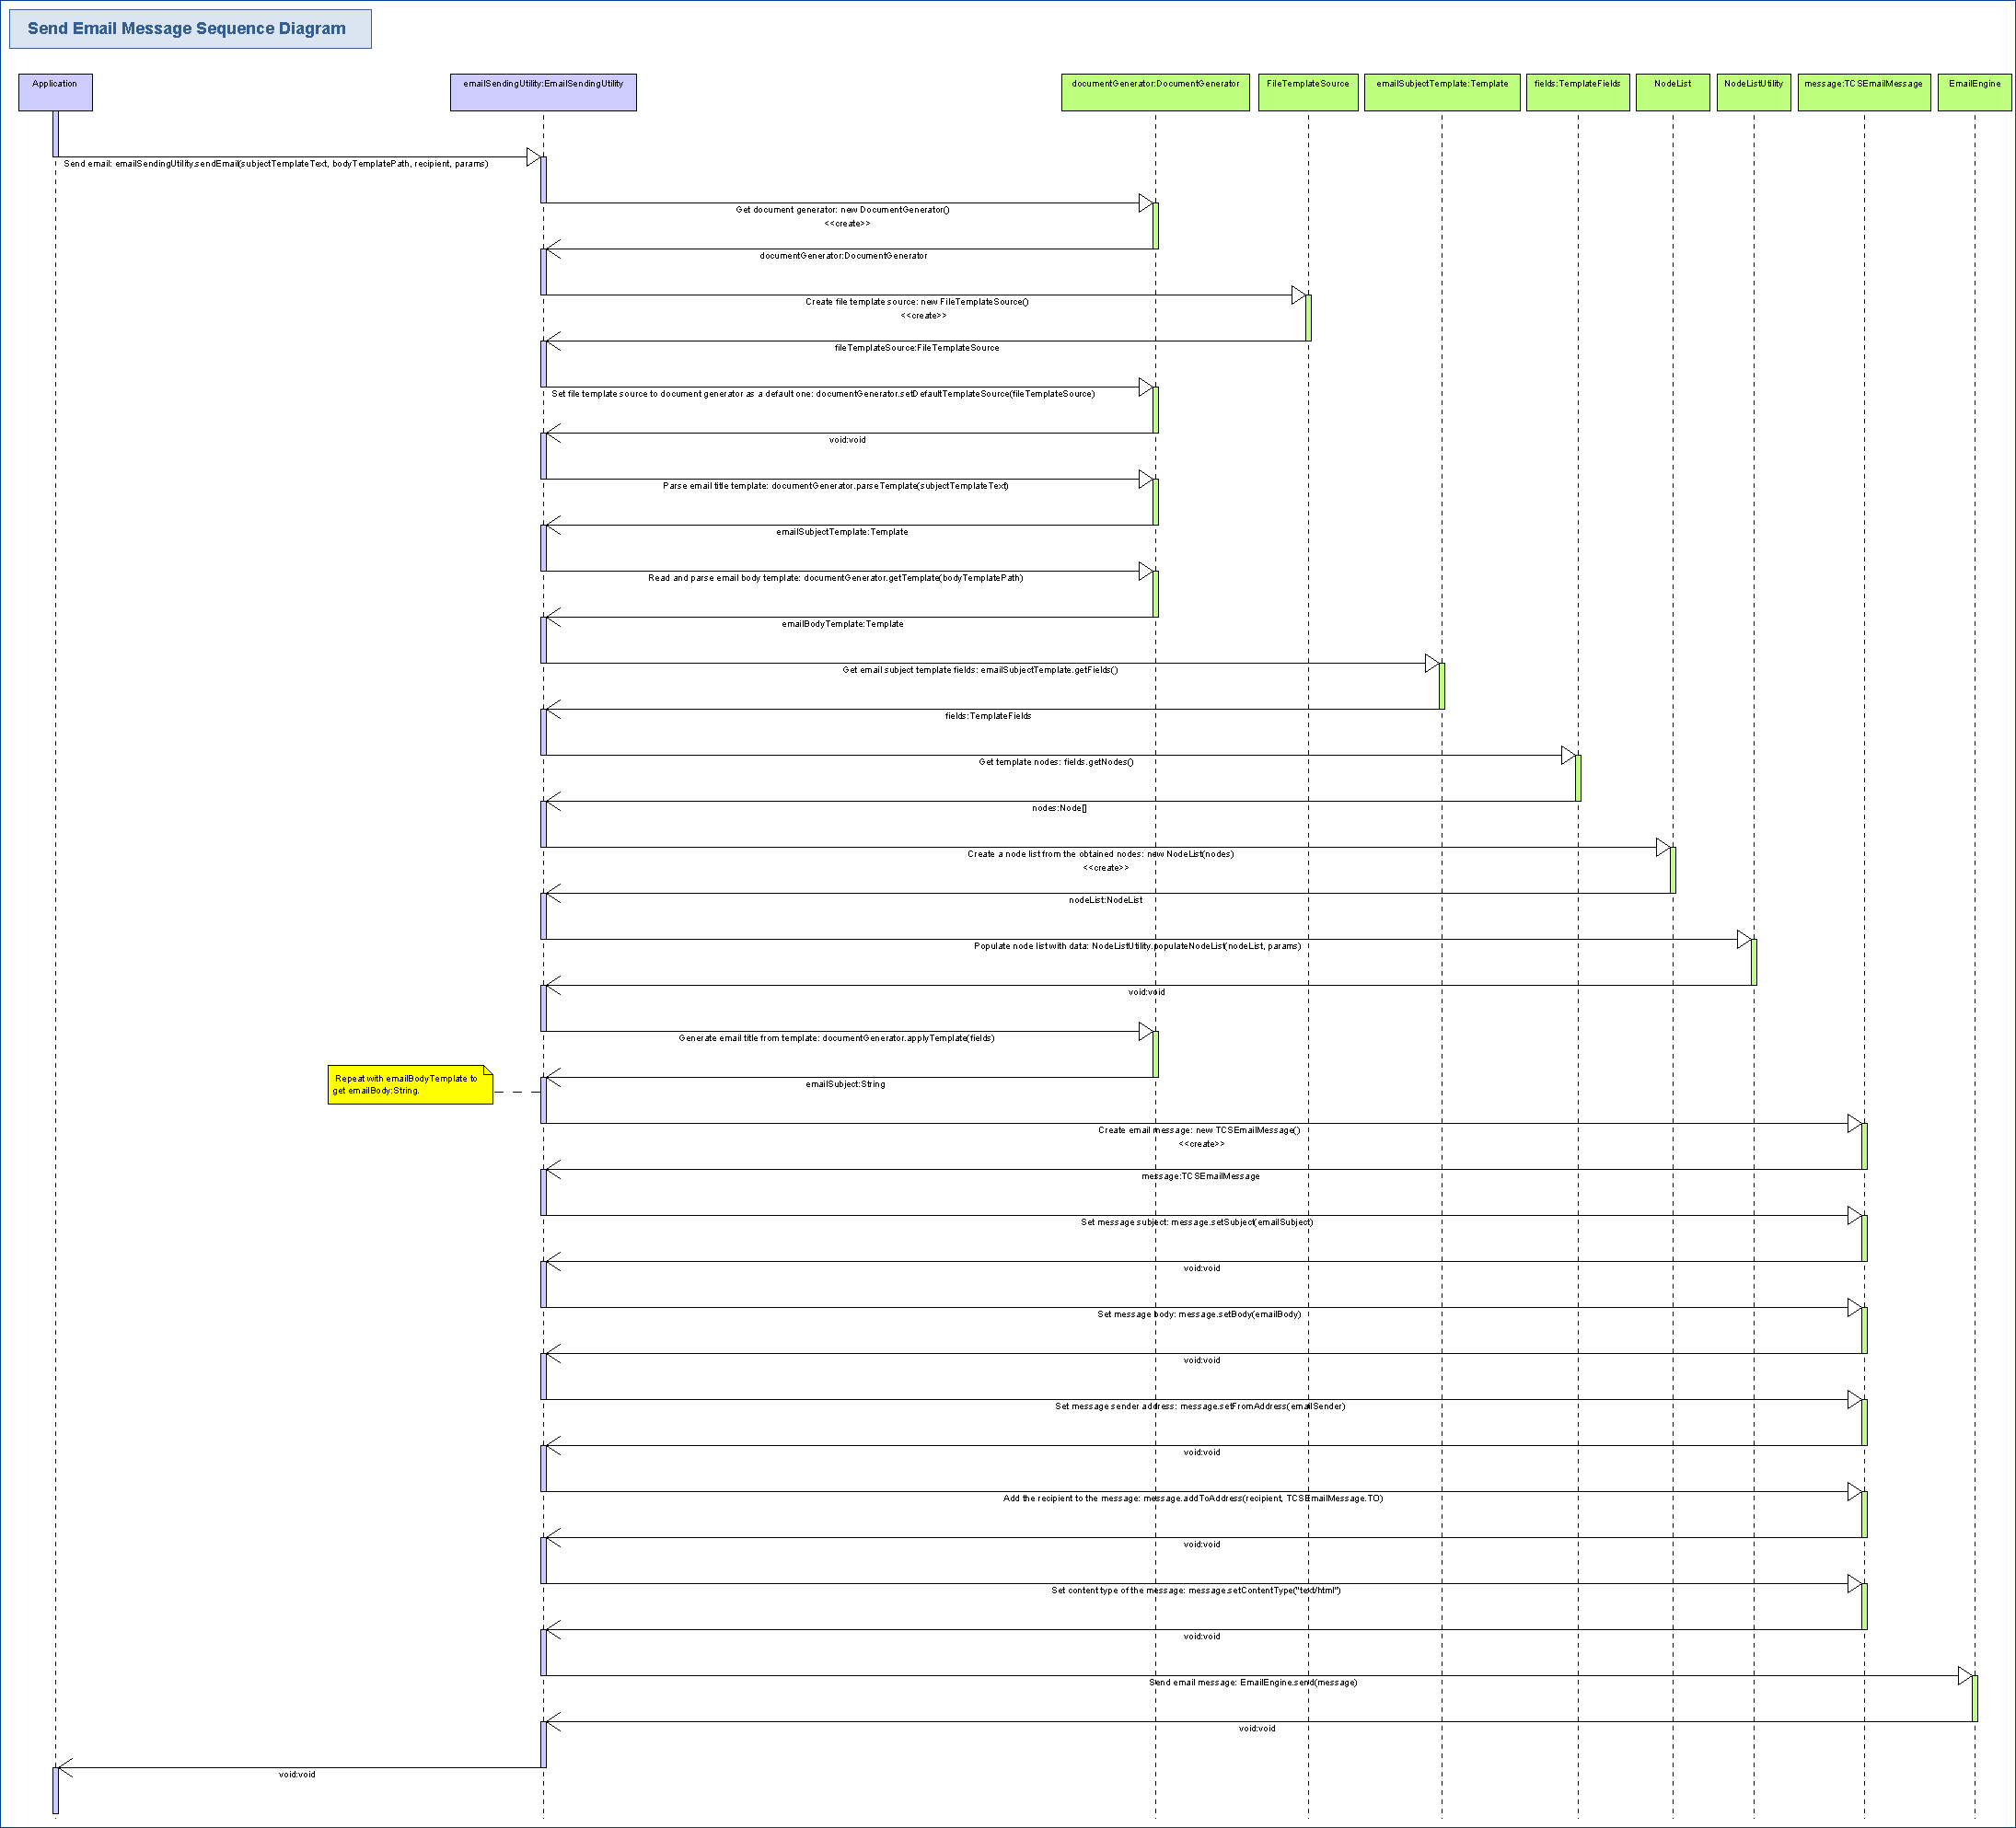 Send Email Message Sequence Diagram
Application
emailSendingUtility:EmailSendingUtility
documentGenerator:DocumentGenerator
FileTemplateSource
emailSubjectTemplate:Template
fields:TemplateFields
NodeList
NodeListUtility
message:TCSEmailMessage
EmailEngine
Send email: emailSendingUtility.sendEmail(subjectTemplateText, bodyTemplatePath, recipient, params)
Get document generator: new DocumentGenerator()
<<create>>
documentGenerator:DocumentGenerator
Create file template source: new FileTemplateSource()
<<create>>
fileTemplateSource:FileTemplateSource
Set file template source to document generator as a default one: documentGenerator.setDefaultTemplateSource(fileTemplateSource)
void:void
Parse email title template: documentGenerator.parseTemplate(subjectTemplateText)
emailSubjectTemplate:Template
Read and parse email body template: documentGenerator.getTemplate(bodyTemplatePath)
emailBodyTemplate:Template
Get email subject template fields: emailSubjectTemplate.getFields()
fields:TemplateFields
Get template nodes: fields.getNodes()
nodes:Node[]
Create a node list from the obtained nodes: new NodeList(nodes)
<<create>>
nodeList:NodeList
Populate node list with data: NodeListUtility.populateNodeList(nodeList, params)
void:void
Generate email title from template: documentGenerator.applyTemplate(fields)
Repeat with emailBodyTemplate to
get emailBody:String.
emailSubject:String
Create email message: new TCSEmailMessage()
<<create>>
message:TCSEmailMessage
Set message subject: message.setSubject(emailSubject)
void:void
Set message body: message.setBody(emailBody)
void:void
Set message sender address: message.setFromAddress(emailSender)
void:void
Add the recipient to the message: message.addToAddress(recipient, TCSEmailMessage.TO)
void:void
Set content type of the message: message.setContentType("text/html")
void:void
Send email message: EmailEngine.send(message)
void:void
void:void